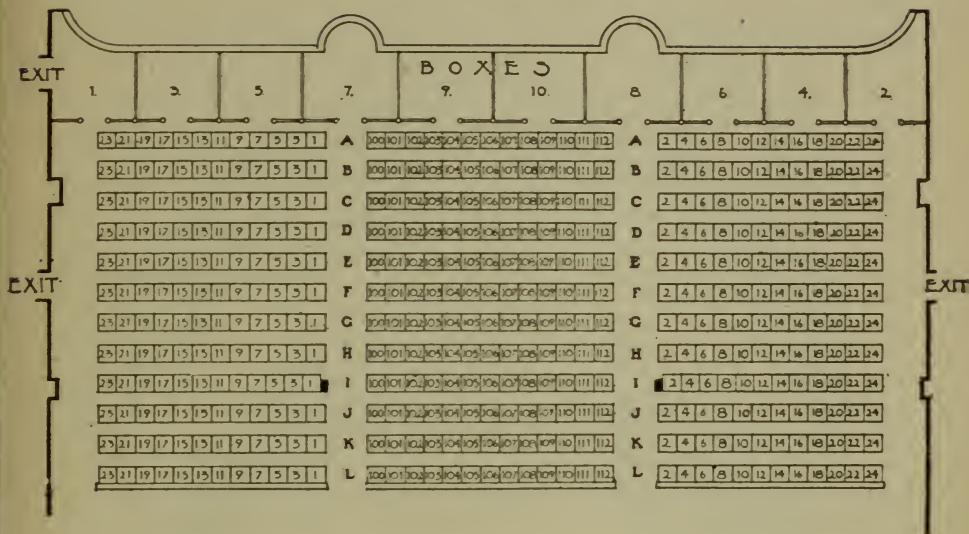 BOXES
EXIT
1. 3. 5. 7. 9. 10. 8 6 4. 2.
23 21 19 17 15 13 11 9 7 5 3 1 A 100 101 102 103 104 105 106 107 108 109 110 111 112 A 2 4 6 8 10 12 14 16 18 20 22 24
23 21 19 17 15 13 11 9 7 5 3 1 B 100 101 102 103 104 105 106 107 108 109 110 111 112 B 2 4 6 8 10 12 14 16 18 20 22 24
23 21 19 17 15 13 11 9 7 5 3 1 C 100 101 102 103 104 105 106 107 108 109 110 111 112 C 2 4 6 8 10 12 14 16 18 20 22 24
23 21 19 17 15 13 11 9 7 5 3 1 D 100 101 102 103 104 105 106 107 108 109 110 111 112 D 2 4 6 8 10 12 14 16 18 20 22 24
23 21 19 17 15 13 11 9 7 5 3 1 E 100 101 102 103 104 105 106 107 108 109 110 111 112 E 2 4 6 8 10 12 14 16 18 20 22 24
EXIT EXIT
23 21 19 17 15 13 11 9 7 5 3 1 F 100 101 102 103 104 105 106 107 108 109 110 111 112 F 2 4 6 8 10 12 14 16 18 20 22 24
23 21 19 17 15 13 11 9 7 5 3 1 G 100 101 102 103 104 105 106 107 108 109 110 111 112 G 2 4 6 8 10 12 14 16 18 20 22 24
23 21 19 17 15 13 11 9 7 5 3 1 H 100 101 102 103 104 105 106 107 108 109 110 111 112 H 2 4 6 8 10 12 14 16 18 20 22 24
23 21 19 17 15 13 11 9 7 5 3 1 I 100 101 102 103 104 105 106 107 108 109 110 111 112 I 2 4 6 8 10 12 14 16 18 20 22 24
23 21 19 17 15 13 11 9 7 5 3 1 J 100 101 102 103 104 105 106 107 108 109 110 111 112 J 2 4 6 8 10 12 14 16 18 20 22 24
23 21 19 17 15 13 11 9 7 5 3 1 K 100 101 102 103 104 105 106 107 108 109 110 111 112 K 2 4 6 8 10 12 14 16 18 20 22 24
23 21 19 17 15 13 11 9 7 5 3 1 L 100 101 102 103 104 105 106 107 108 109 110 111 112 L 2 4 6 8 10 12 14 16 18 20 22 24